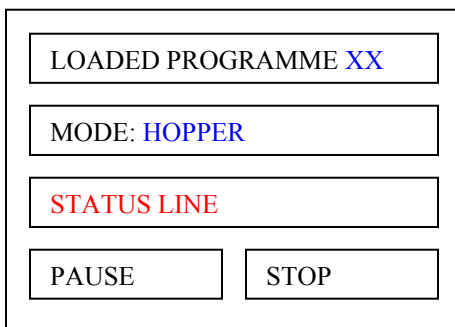 LOADED PROGRAMME XX
MODE: HOPPER
STATUS LINE
PAUSE
STOP